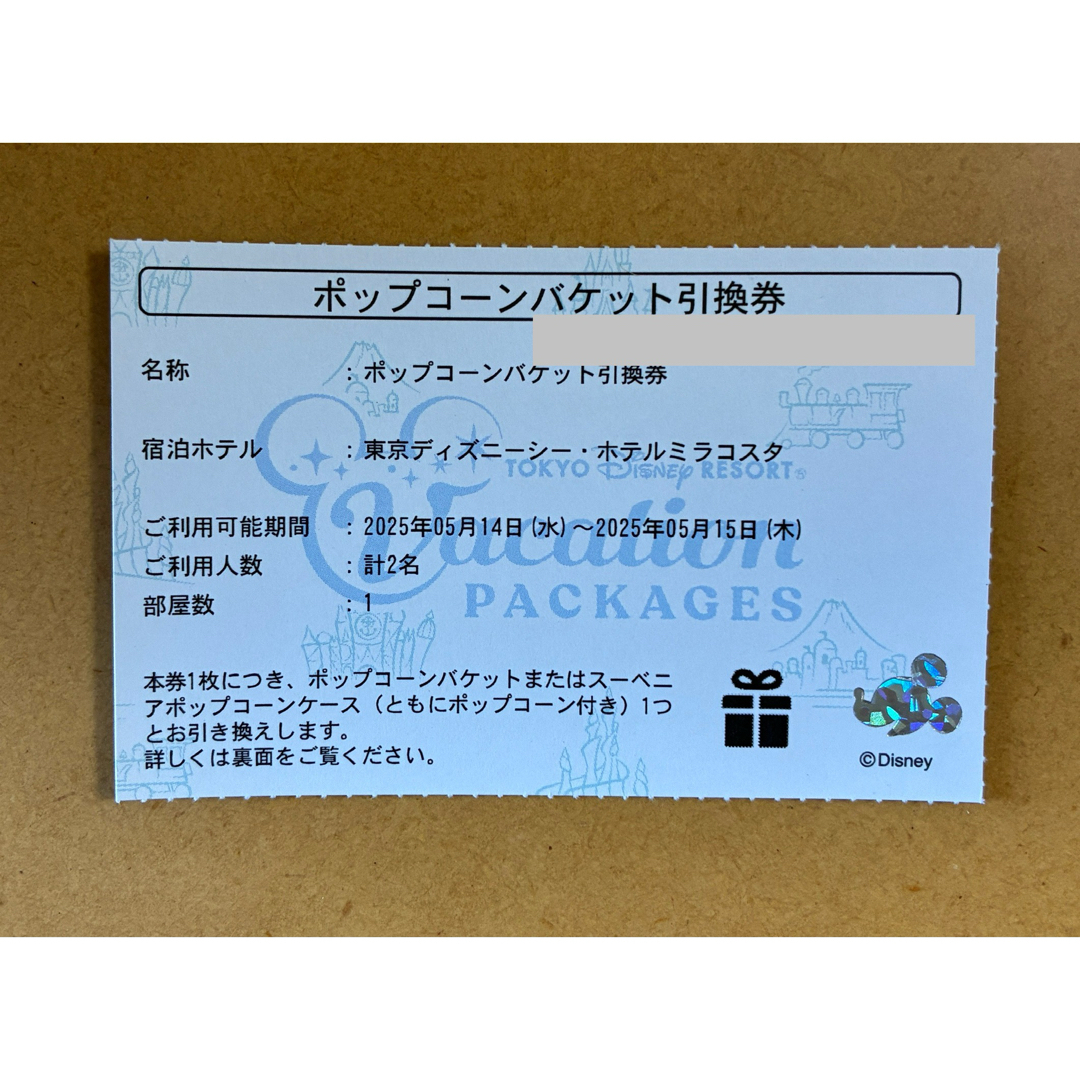 ポップコーンバケット引換券
名称 : ポップコーンバケット引換券
宿泊ホテル : 東京ディズニーシー・ホテルミラコスタ
TOKYO Disney RESORT®
ご利用可能期間 : 2025年05月14日(水)～2025年05月15日(木)
Vacation
ご利用人数 : 計2名
部屋数 : 1
PACKAGES
本券1枚につき、ポップコーンバケットまたはスーベニ
アポップコーンケース（ともにポップコーン付き）1つ
とお引き換えします。
詳しくは裏面をご覧ください。
©Disney